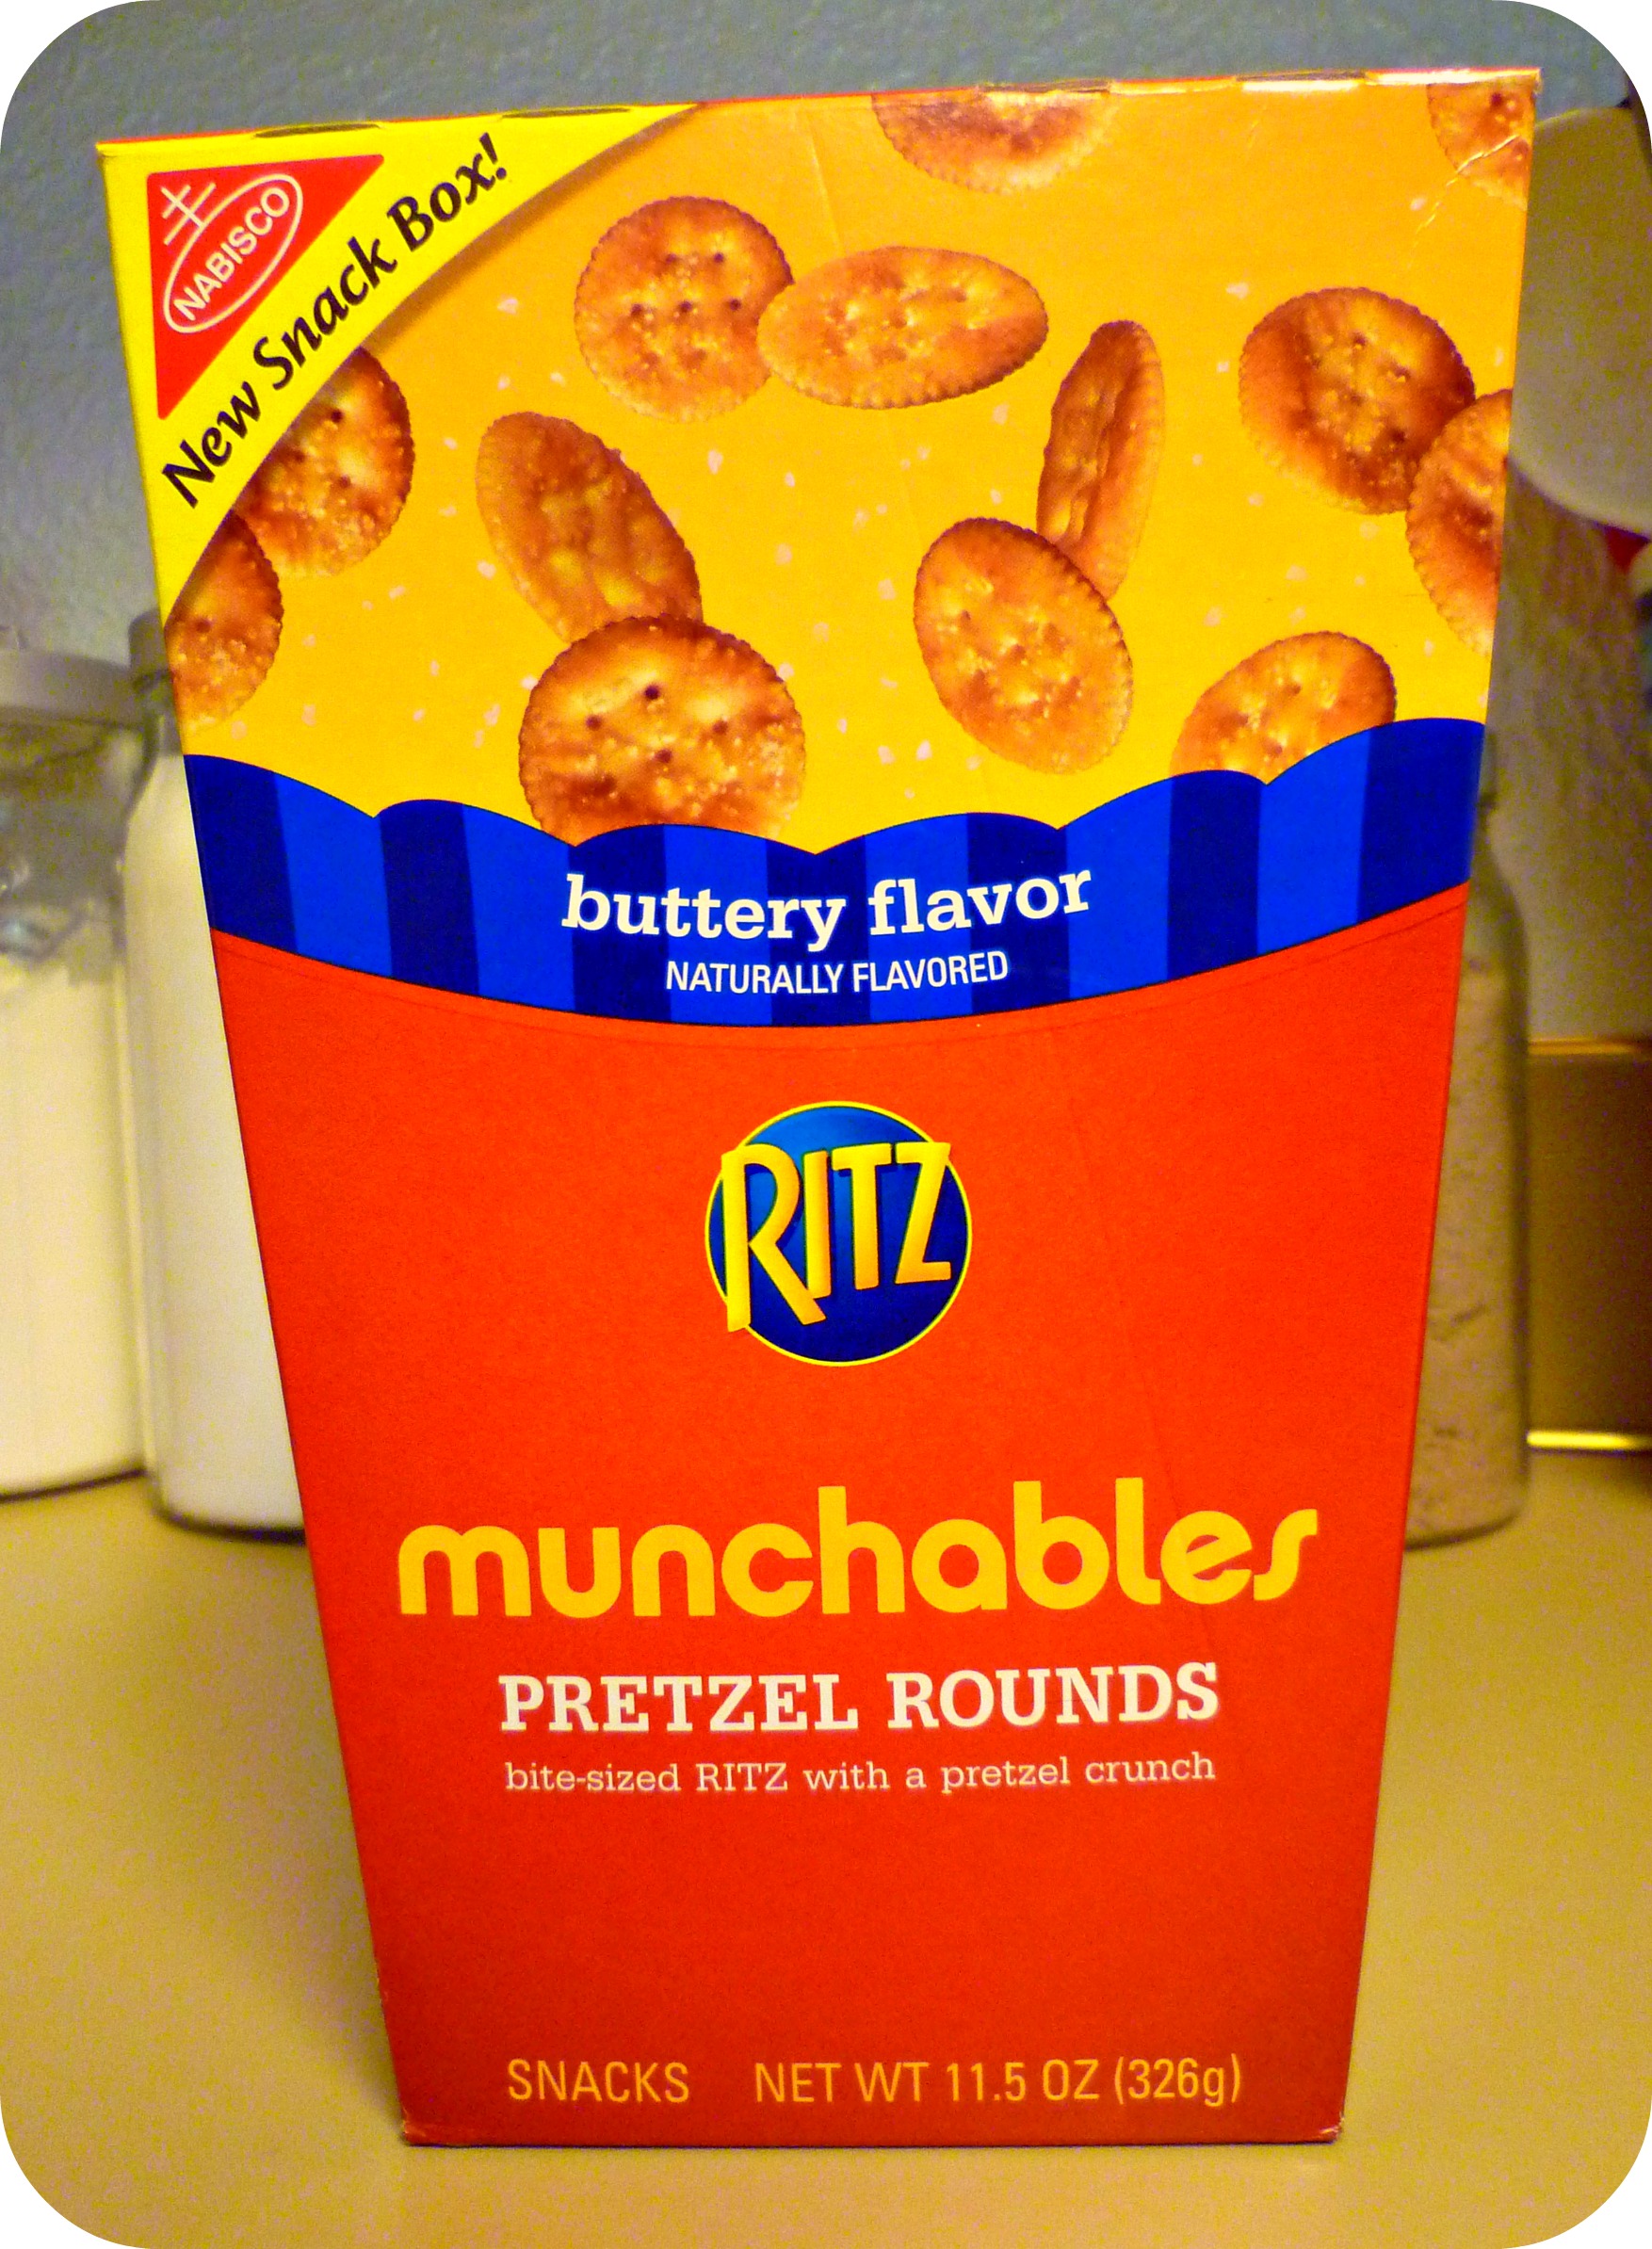 NABISCO
New Snack Box!
buttery flavor
NATURALLY FLAVORED
RITZ
munchables
PRETZEL ROUNDS
bite-sized RITZ with a pretzel crunch
SNACKS NET WT 11.5 OZ (326g)